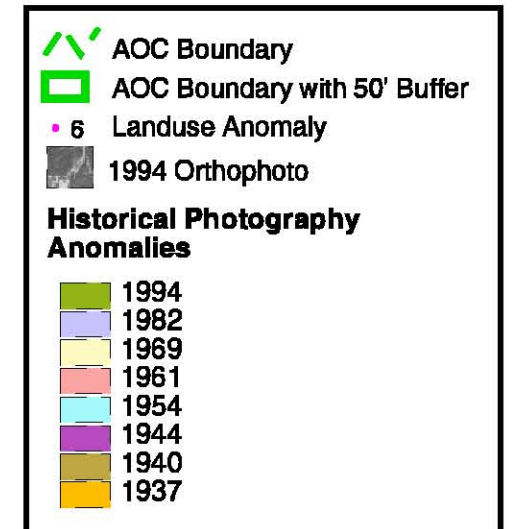 AOC Boundary
AOC Boundary with 50' Buffer
6 Landuse Anomaly
1994 Orthophoto
Historical Photography
Anomalies
1994
1982
1969
1961
1954
1944
1940
1937